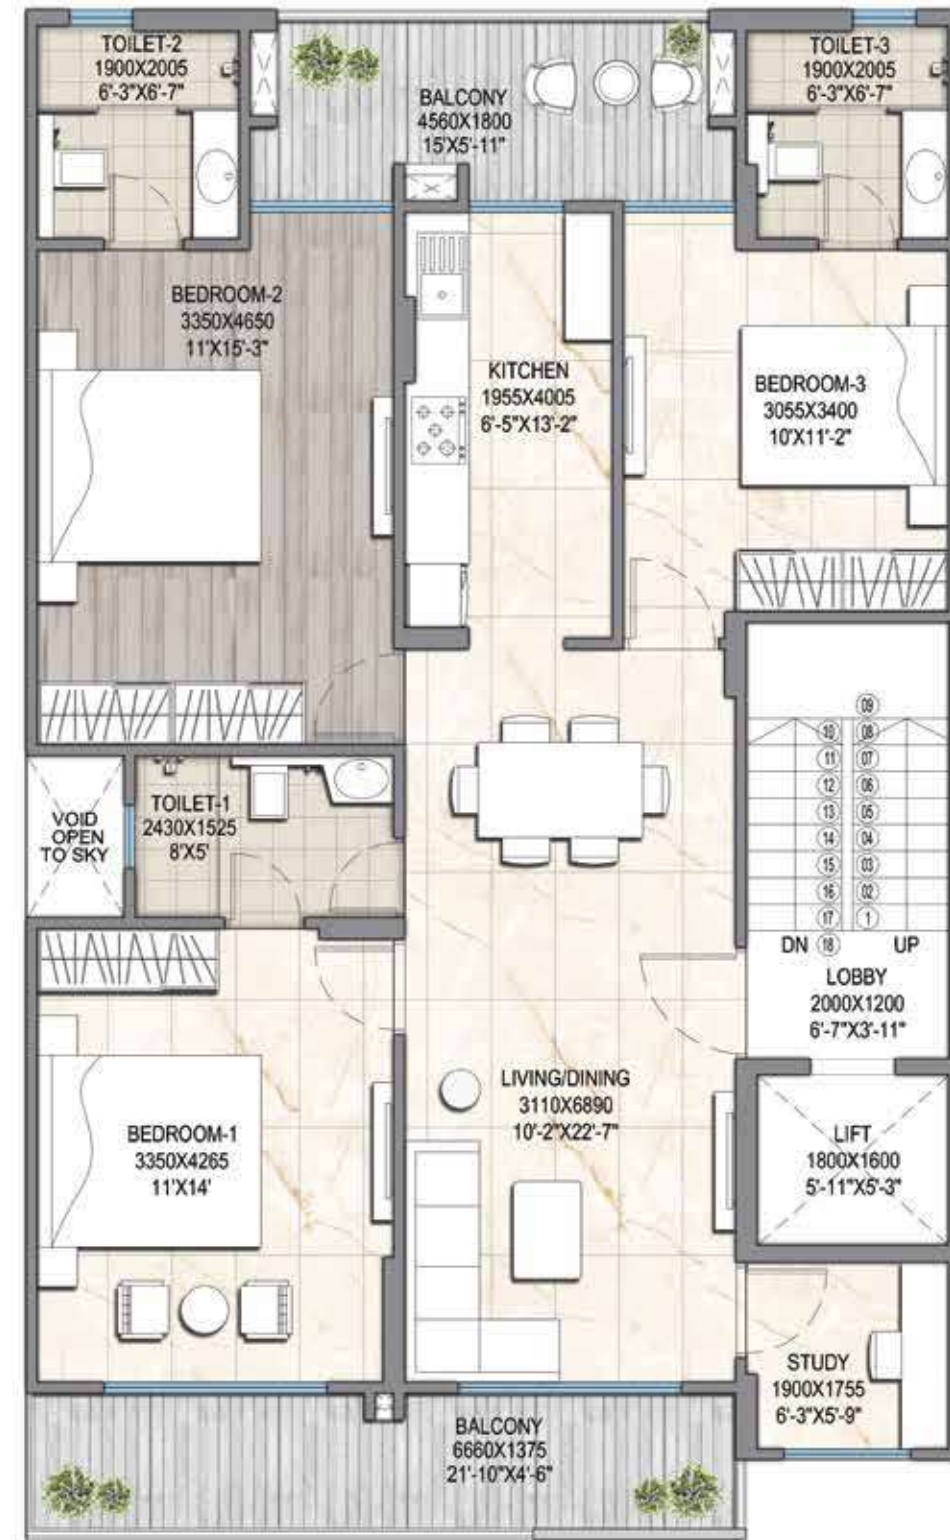 TOILET-2
1900X2005
6'-3"X6'-7"
BALCONY
4560X1800
15'X5'-11"
TOILET-3
1900X2005
6'-3"X6'-7"
BEDROOM-2
3350X4650
11'X15'-3"
KITCHEN
1955X4005
6'-5"X13'-2"
BEDROOM-3
3055X3400
10'X11'-2"
VOID
OPEN
TO SKY
TOILET-1
2430X1525
8'X5'
09
10 08
11 07
12 06
13 05
14 04
15 03
16 02
17 1
DN 18 UP
LOBBY
2000X1200
6'-7"X3'-11"
LIVING/DINING
3110X6890
10'-2"X22'-7"
BEDROOM-1
3350X4265
11'X14'
LIFT
1800X1600
5'-11"X5'-3"
STUDY
1900X1755
6'-3"X5'-9"
BALCONY
6660X1375
21'-10"X4'-6"